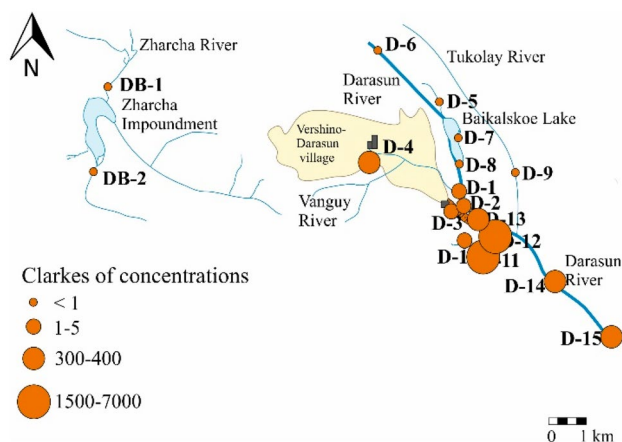 Zharcha River
D-6
Tukolay River
N
DB-1
Darasun
River
D-5
Zharcha
Impoundment
Baikalskoe Lake
Vershino-
Darasun
village
D-7
D-4
D-8
D-9
DB-2
D-1
Vanguy
River
D-2
D-3
D-13
D-12
D-1
11
Clarkes of concentrations
< 1
1-5
300-400
1500-7000
Darasun
River
D-14
D-15
0 1 km